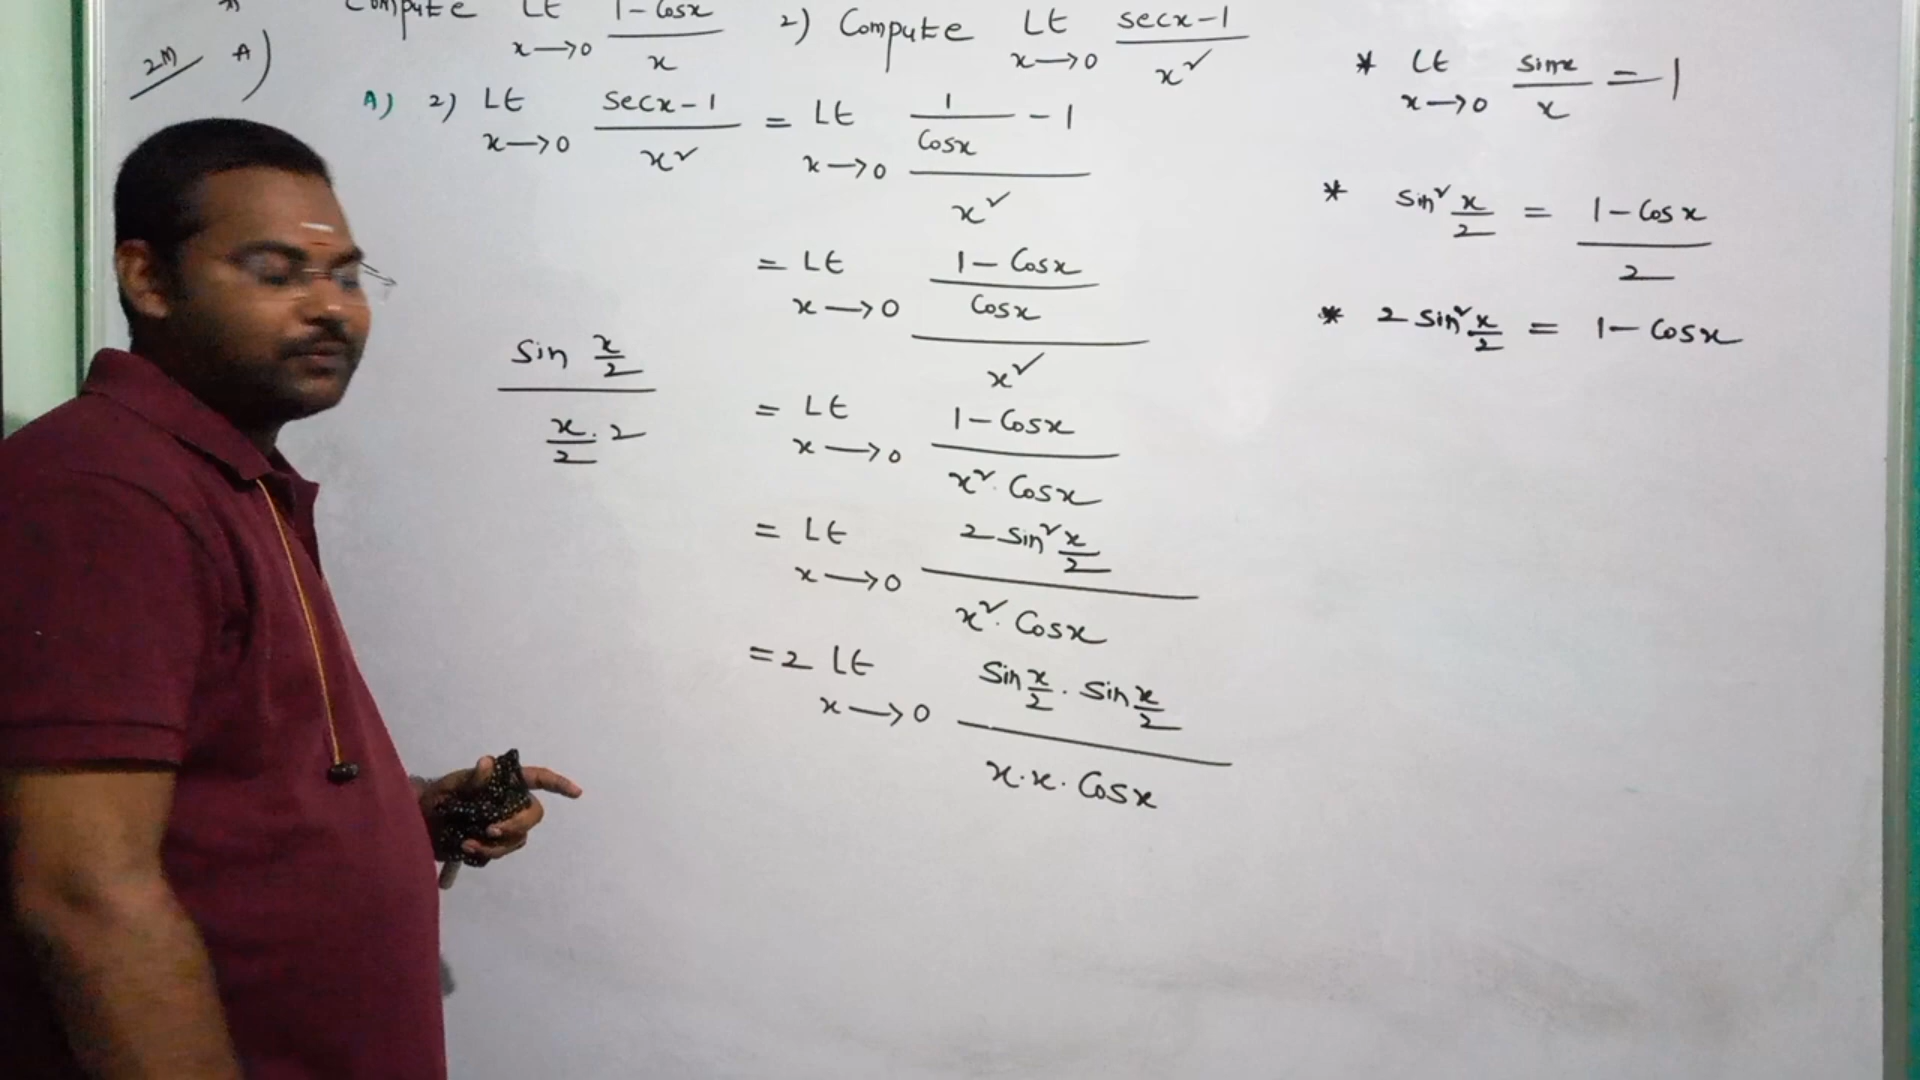 1) Compute Lt x→0 1-Cosx / x 2) Compute Lt x→0 secx-1 / x²
2M A)
A) 2) Lt x→0 secx-1 / x² = Lt x→0 (1/Cosx - 1) / x²
= Lt x→0 (1-Cosx / Cosx) / x²
= Lt x→0 1-Cosx / x².Cosx
= Lt x→0 2 Sin² x/2 / x².Cosx
= 2 Lt x→0 Sin x/2 . Sin x/2 / x.x.Cosx
Sin x/2 / x/2 . 2
* Lt x→0 Sinx / x = 1
* Sin² x/2 = 1-Cosx / 2
* 2 Sin² x/2 = 1-Cosx